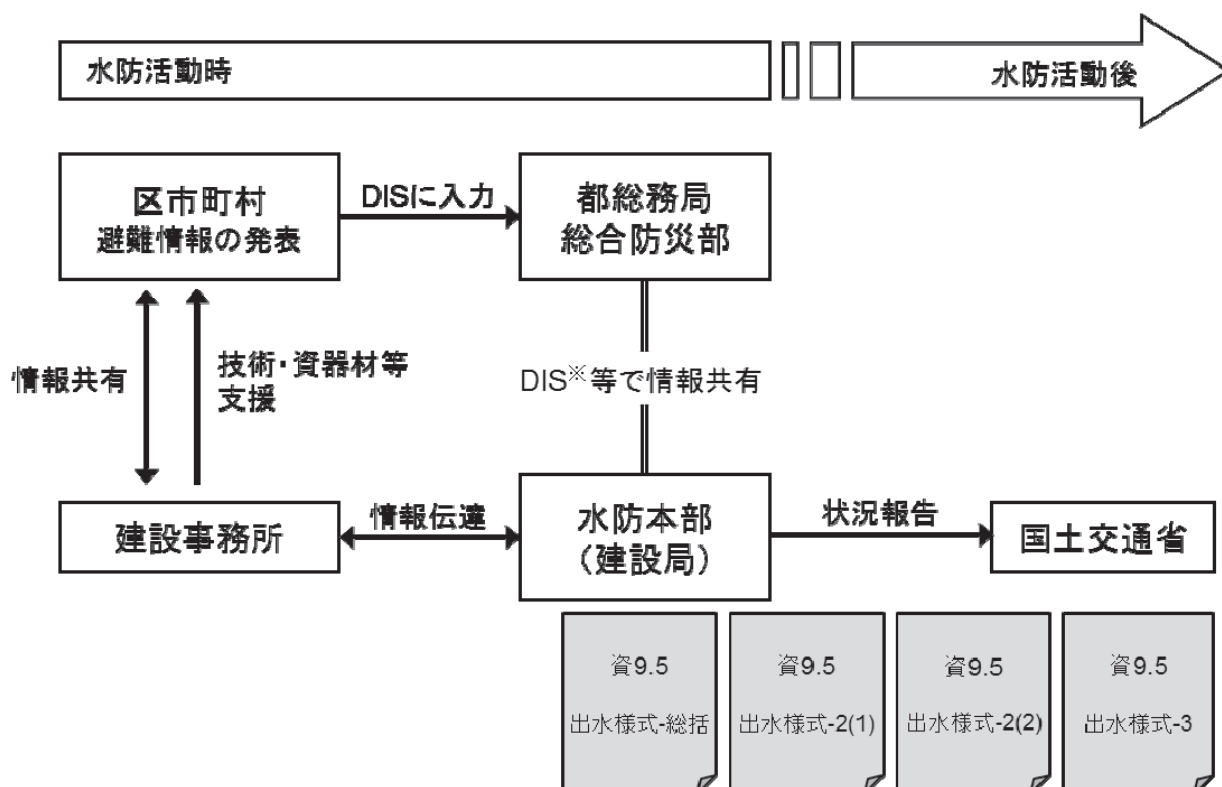 水防活動時
水防活動後
区市町村
避難情報の発表
DISに入力
都総務局
総合防災部
情報共有
技術・資器材等
支援
DIS※等で情報共有
建設事務所
情報伝達
水防本部
（建設局）
状況報告
国土交通省
資9.5
出水様式-総括
資9.5
出水様式-2(1)
資9.5
出水様式-2(2)
資9.5
出水様式-3